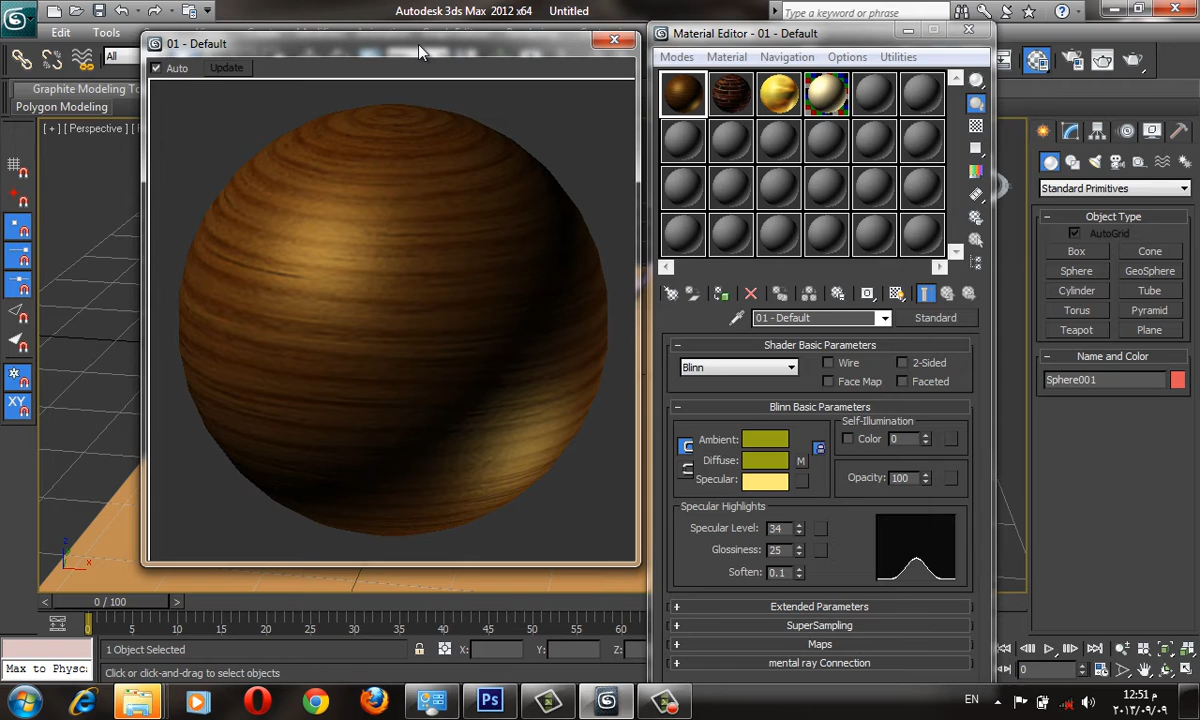 Autodesk 3ds Max 2012 x64    Untitled
Type a keyword or phrase
Edit
Tools
All
Graphite Modeling To
Polygon Modeling
[ + ] [ Perspective ]
01 - Default
Auto
Update
Material Editor - 01 - Default
Modes
Material
Navigation
Options
Utilities
01 - Default
Standard
Shader Basic Parameters
Blinn
Wire
2-Sided
Face Map
Faceted
Blinn Basic Parameters
Ambient:
Diffuse:
M
Specular:
Self-Illumination
Color
0
Opacity:
100
Specular Highlights
Specular Level:
34
Glossiness:
25
Soften:
0.1
Extended Parameters
SuperSampling
Maps
mental ray Connection
Standard Primitives
Object Type
AutoGrid
Box
Cone
Sphere
GeoSphere
Cylinder
Tube
Torus
Pyramid
Teapot
Plane
Name and Color
Sphere001
XY
z
x
0 / 100
0
5
10
15
20
25
30
35
40
45
50
55
60
1 Object Selected
X:
Y:
Z:
0
Max to Physc
Click or click-and-drag to select objects
Ps
EN
12:51 م
٢٠١٣/٠٩/٠٩